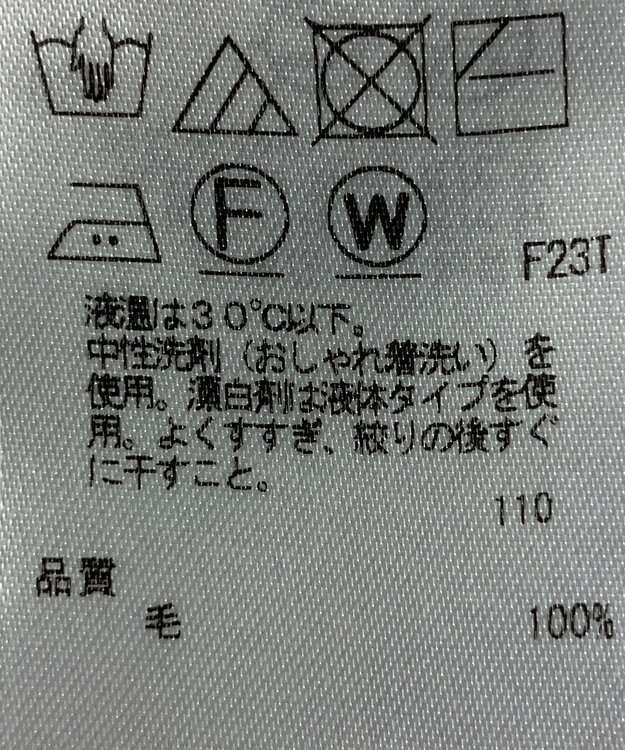 F W F23T
液温は30℃以下。
中性洗剤（おしゃれ着洗い）を
使用。漂白剤は液体タイプを使
用。よくすすぎ、絞りの後すぐ
に干すこと。
110
品質
毛 100%